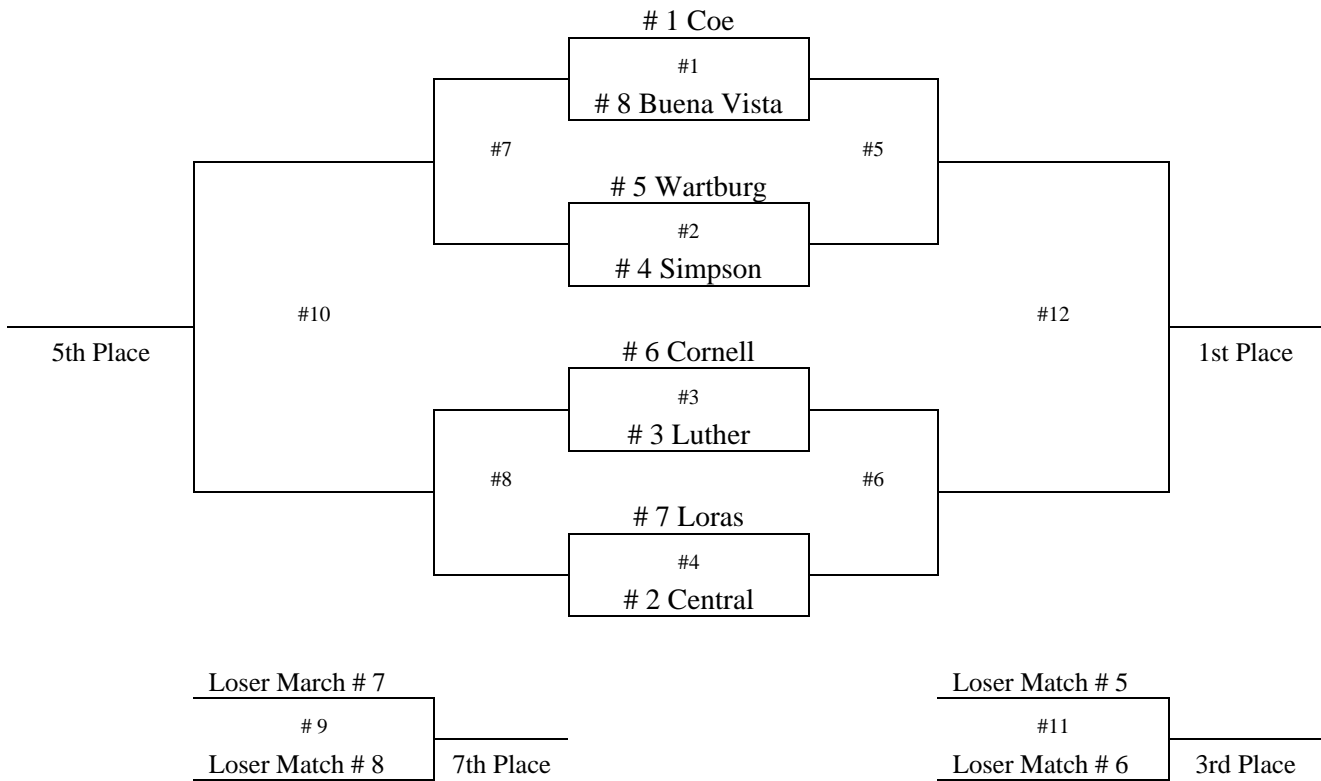 # 1 Coe
#1
# 8 Buena Vista
#7
#5
# 5 Wartburg
#2
# 4 Simpson
#10
#12
5th Place
# 6 Cornell
1st Place
#3
# 3 Luther
#8
#6
# 7 Loras
#4
# 2 Central
Loser March # 7
Loser Match # 5
# 9
#11
Loser Match # 8
7th Place
Loser Match # 6
3rd Place